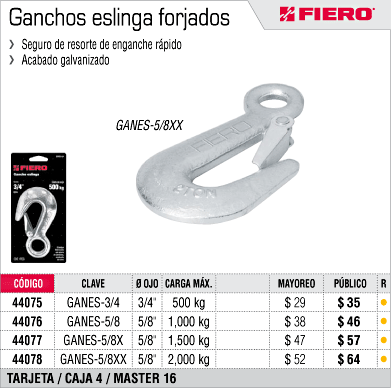 Ganchos eslinga forjados
FIERO®
❯ Seguro de resorte de enganche rápido
❯ Acabado galvanizado
GANES-5/8XX
FIERO
FIERO
Ganchos eslinga
3/4"
500 kg
CÓDIGO CLAVE Ø OJO CARGA MÁX. MAYOREO PÚBLICO R
44075 GANES-3/4 3/4" 500 kg $ 29 $ 35 ●
44076 GANES-5/8 5/8" 1,000 kg $ 38 $ 46 ●
44077 GANES-5/8X 5/8" 1,500 kg $ 47 $ 57 ●
44078 GANES-5/8XX 5/8" 2,000 kg $ 52 $ 64 ●
TARJETA / CAJA 4 / MASTER 16